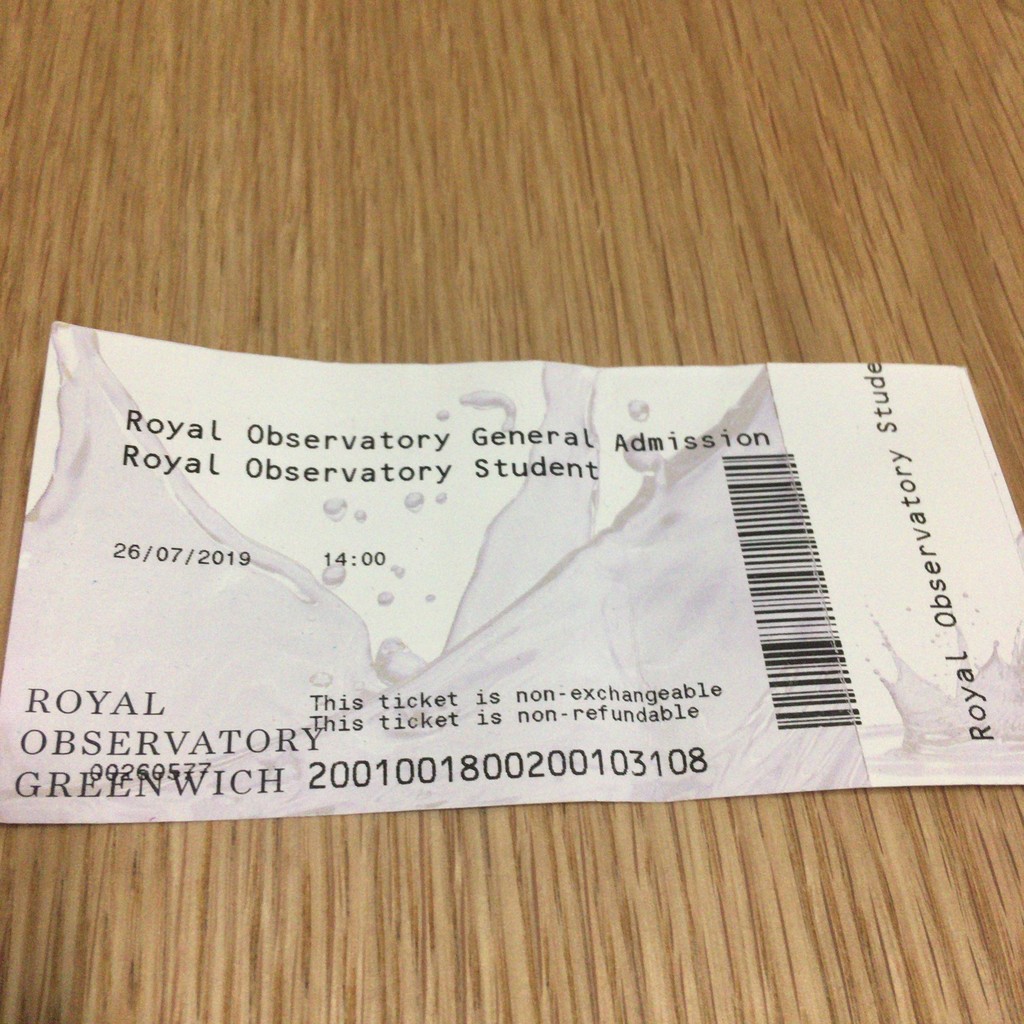 Royal Observatory General Admission
Royal Observatory Student
26/07/2019 14:00
This ticket is non-exchangeable
This ticket is non-refundable
ROYAL
OBSERVATORY
GREENWICH
00260577
2001001800200103108
Royal Observatory Stude